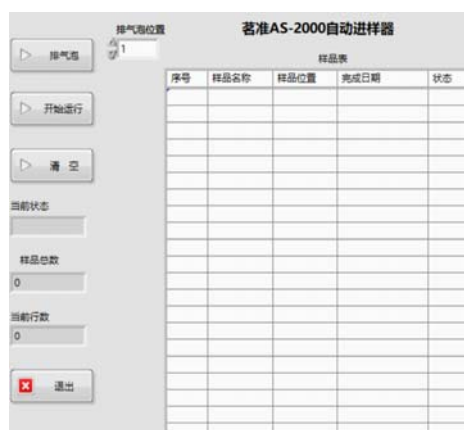 排气泡位置
1
茗准AS-2000自动进样器
样品表
排气泡
开始运行
清 空
当前状态
样品总数
0
当前行数
0
退出
序号 样品名称 样品位置 完成日期 状态